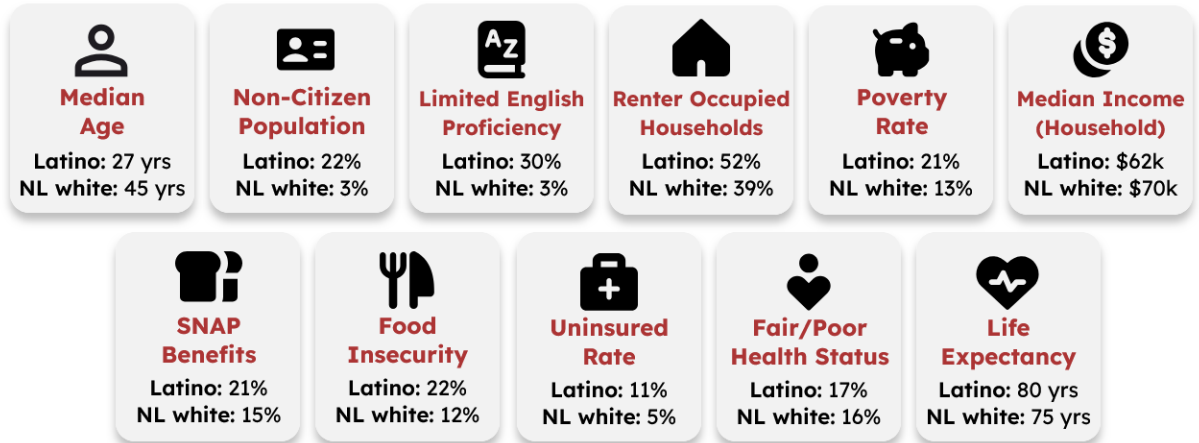 A Z
$
Median
Age
Latino: 27 yrs
NL white: 45 yrs
Non-Citizen
Population
Latino: 22%
NL white: 3%
Limited English
Proficiency
Latino: 30%
NL white: 3%
Renter Occupied
Households
Latino: 52%
NL white: 39%
Poverty
Rate
Latino: 21%
NL white: 13%
Median Income
(Household)
Latino: $62k
NL white: $70k
SNAP
Benefits
Latino: 21%
NL white: 15%
Food
Insecurity
Latino: 22%
NL white: 12%
Uninsured
Rate
Latino: 11%
NL white: 5%
Fair/Poor
Health Status
Latino: 17%
NL white: 16%
Life
Expectancy
Latino: 80 yrs
NL white: 75 yrs